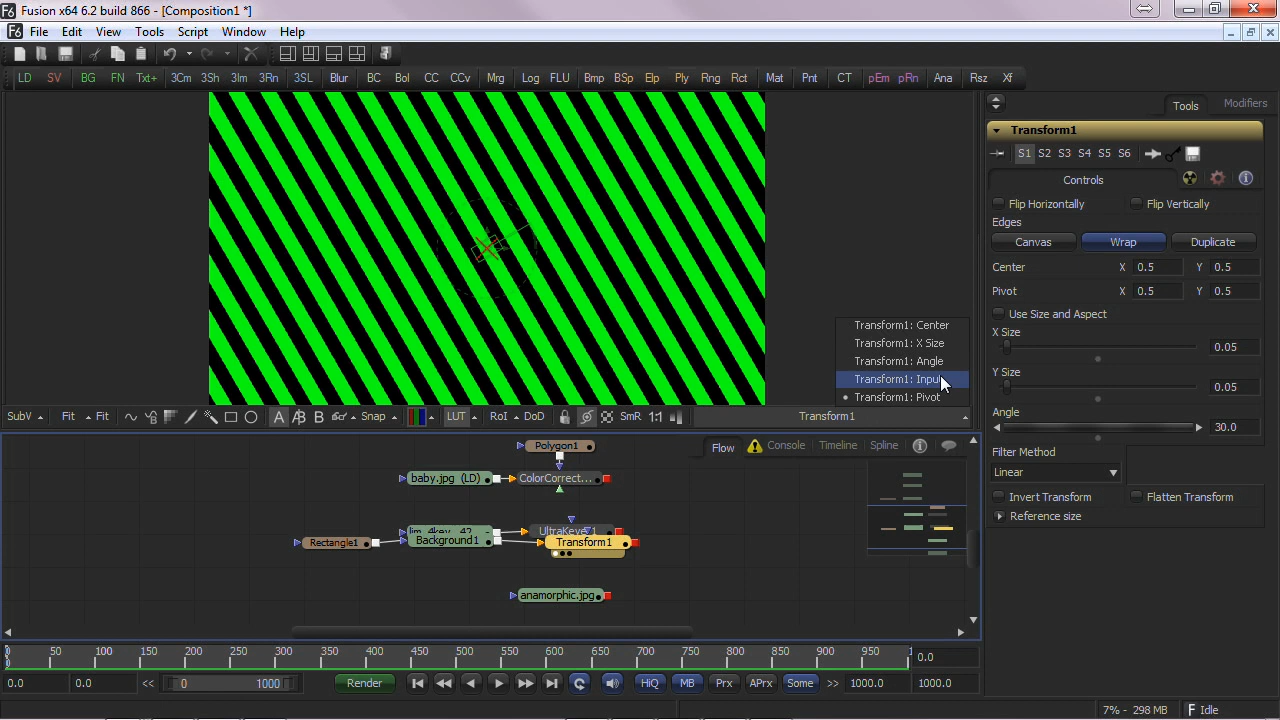 Fusion x64 6.2 build 866 - [Composition1 *]
File Edit View Tools Script Window Help
LD SV BG FN Txt+ 3Cm 3Sh 3Im 3Rn 3SL Blur BC Bol CC CCv Mrg Log FLU Bmp BSp Elp Ply Rng Rct Mat Pnt CT pEm pRn Ana Rsz Xf
Tools Modifiers
Transform1
S1 S2 S3 S4 S5 S6
Controls
Flip Horizontally Flip Vertically
Edges
Canvas Wrap Duplicate
Center X 0.5 Y 0.5
Pivot X 0.5 Y 0.5
Use Size and Aspect
X Size
0.05
Y Size
0.05
Angle
30.0
Filter Method
Linear
Invert Transform Flatten Transform
Reference size
Transform1: Center
Transform1: X Size
Transform1: Angle
Transform1: Input
Transform1: Pivot
SubV Fit Fit A B Snap LUT RoI DoD SmR 1:1 Transform1
Flow Console Timeline Spline
Polygon1
baby.jpg (LD) ColorCorrect...
Rectangle1 Background1 Transform1
anamorphic.jpg
0 50 100 150 200 250 300 350 400 450 500 550 600 650 700 750 800 850 900 950 0.0
0.0 0.0 << 0 1000 Render HiQ MB Prx APrx Some >> 1000.0 1000.0
7% - 298 MB Idle